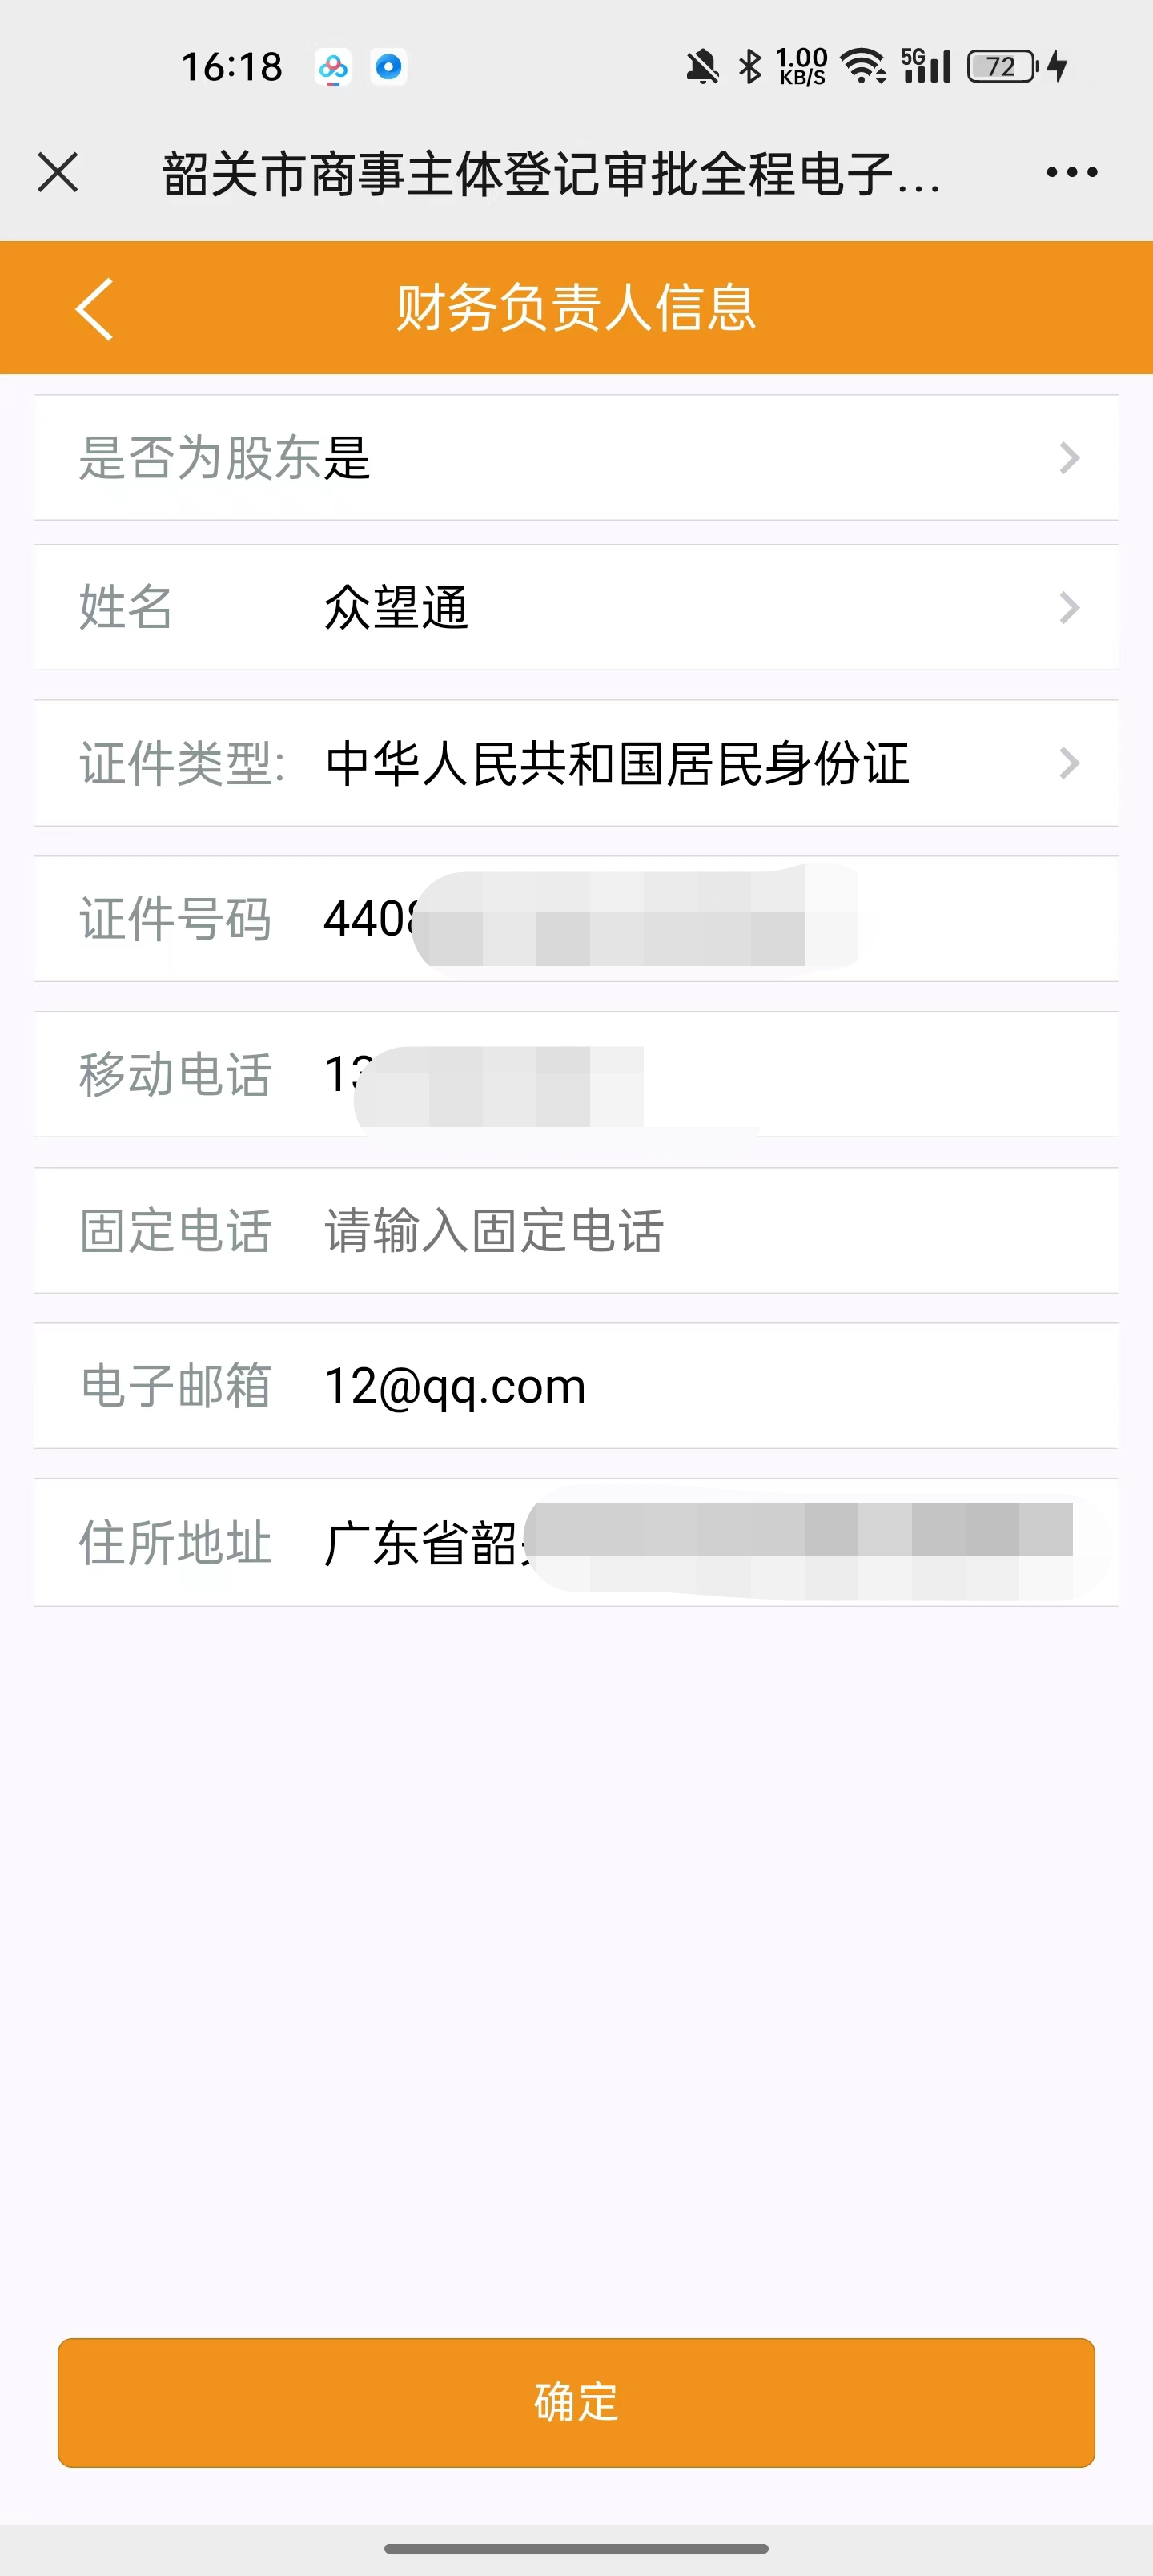 16:18
1.00 KB/S 5G 72
韶关市商事主体登记审批全程电子...
财务负责人信息
是否为股东是
姓名 众望通
证件类型: 中华人民共和国居民身份证
证件号码 440
移动电话 1
固定电话 请输入固定电话
电子邮箱 12@qq.com
住所地址 广东省韶
确定